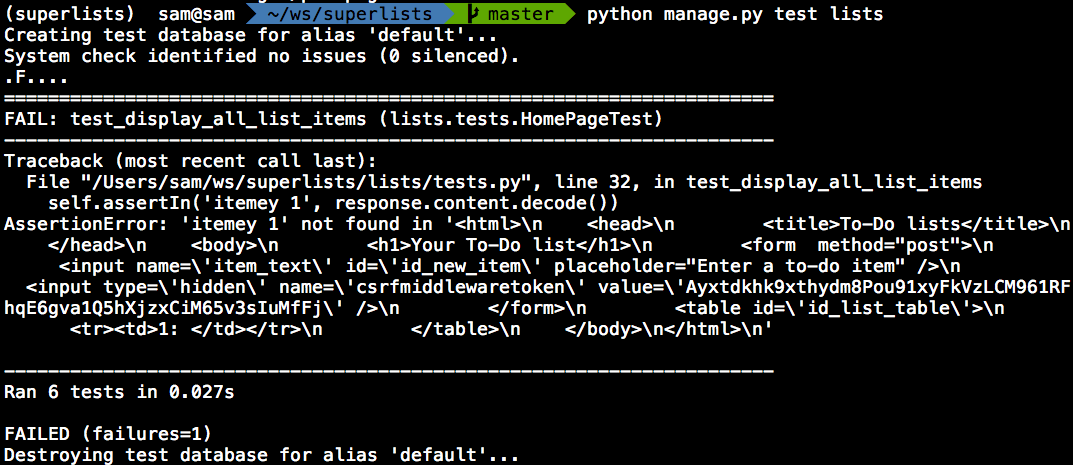 (superlists) sam@sam ~/ws/superlists master python manage.py test lists
Creating test database for alias 'default'...
System check identified no issues (0 silenced).
.F....
======================================================================
FAIL: test_display_all_list_items (lists.tests.HomePageTest)
----------------------------------------------------------------------
Traceback (most recent call last):
  File "/Users/sam/ws/superlists/lists/tests.py", line 32, in test_display_all_list_items
    self.assertIn('itemey 1', response.content.decode())
AssertionError: 'itemey 1' not found in '<html>\n    <head>\n        <title>To-Do lists</title>\n
    </head>\n    <body>\n        <h1>Your To-Do list</h1>\n        <form  method="post">\n
     <input name=\'item_text\' id=\'id_new_item\' placeholder="Enter a to-do item" />\n
  <input type=\'hidden\' name=\'csrfmiddlewaretoken\' value=\'Ayxtdkhk9xthydm8Pou91xyFkVzLCM961RF
hqE6gva1Q5hXjzxCiM65v3sIuMfFj\' />\n        </form>\n        <table id=\'id_list_table\'>\n
      <tr><td>1: </td></tr>\n        </table>\n    </body>\n</html>\n'
----------------------------------------------------------------------
Ran 6 tests in 0.027s
FAILED (failures=1)
Destroying test database for alias 'default'...